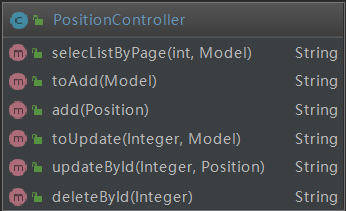 PositionController
selecListByPage(int, Model) String
toAdd(Model) String
add(Position) String
toUpdate(Integer, Model) String
updateById(Integer, Position) String
deleteById(Integer) String